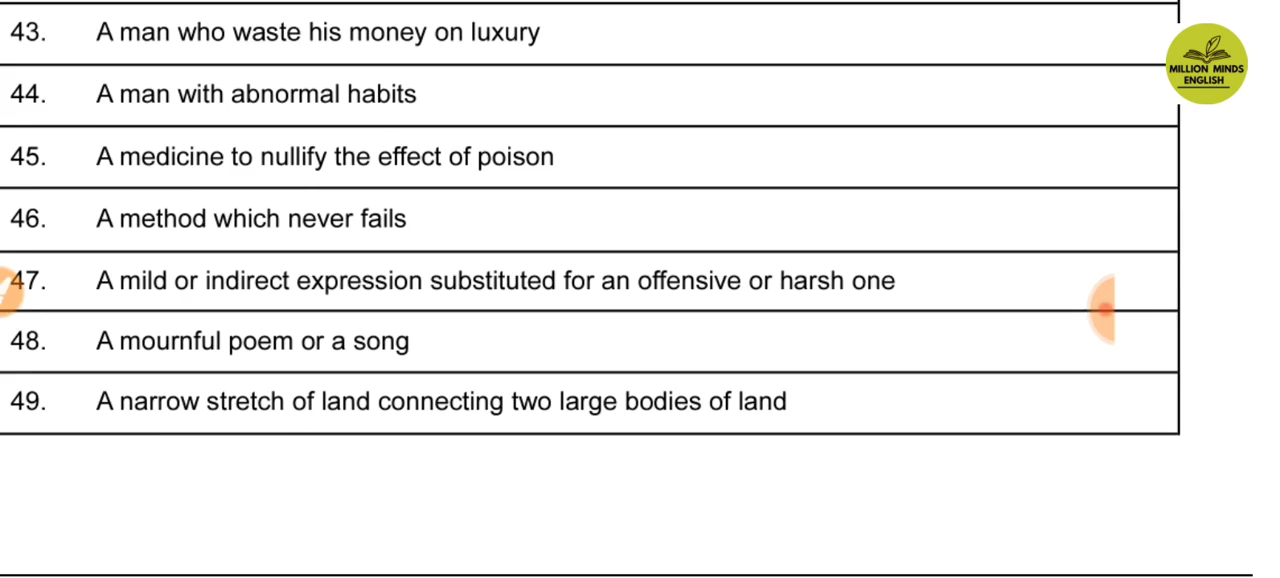 43. A man who waste his money on luxury
MILLION MINDS
ENGLISH
44. A man with abnormal habits
45. A medicine to nullify the effect of poison
46. A method which never fails
47. A mild or indirect expression substituted for an offensive or harsh one
48. A mournful poem or a song
49. A narrow stretch of land connecting two large bodies of land